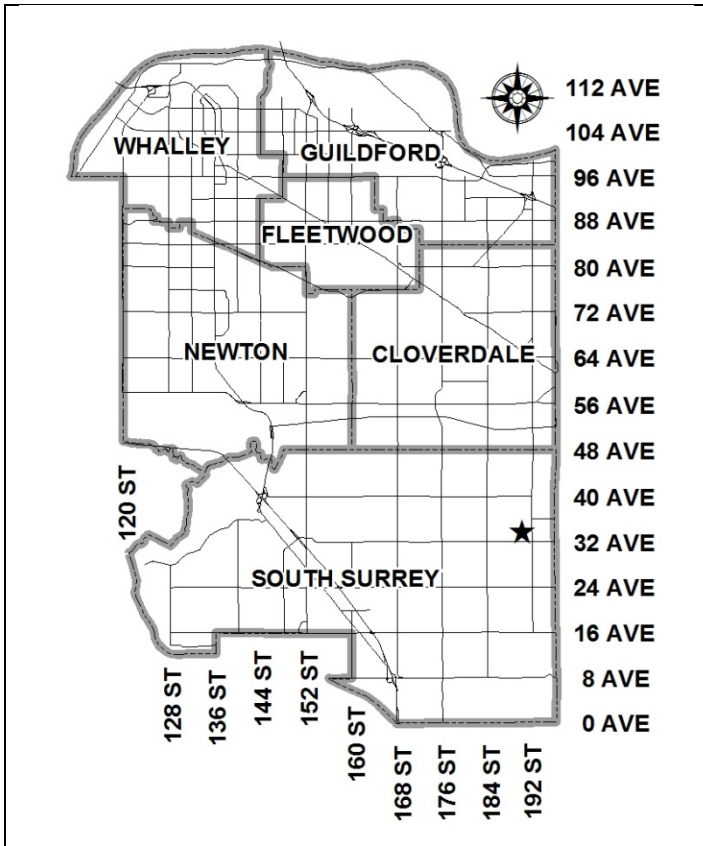 112 AVE
104 AVE
WHALLEY
GUILDFORD
96 AVE
88 AVE
FLEETWOOD
80 AVE
72 AVE
NEWTON
CLOVERDALE
64 AVE
56 AVE
48 AVE
120 ST
40 AVE
32 AVE
SOUTH SURREY
24 AVE
16 AVE
8 AVE
0 AVE
128 ST
136 ST
144 ST
152 ST
160 ST
168 ST
176 ST
184 ST
192 ST